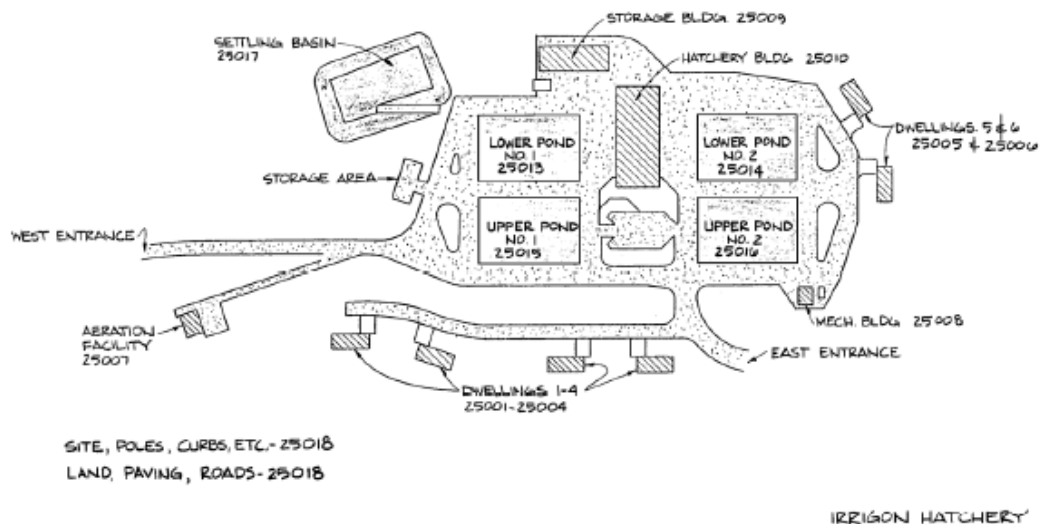 STORAGE BLDG. 25009
SETTLING BASIN
25017
HATCHERY BLDG 25010
DWELLINGS. 5 & 6
25005 & 25006
LOWER POND
NO. 1
25013
LOWER POND
NO. 2
25014
STORAGE AREA
WEST ENTRANCE
UPPER POND
NO. 1
25015
UPPER POND
NO. 2
25016
AERATION
FACILITY
25007
MECH. BLDG 25008
EAST ENTRANCE
DWELLINGS 1-4
25001-25004
SITE, POLES, CURBS, ETC.-25018
LAND, PAVING, ROADS-25018
IRRIGON HATCHERY